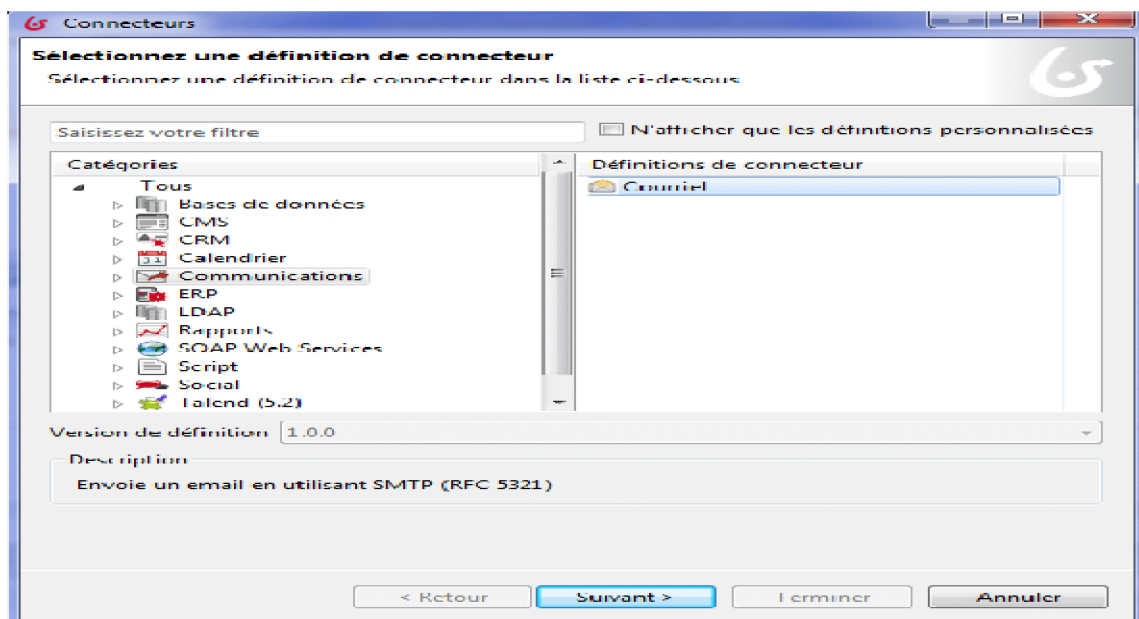 Connecteurs
Sélectionnez une définition de connecteur
Sélectionnez une définition de connecteur dans la liste ci-dessous
Saisissez votre filtre
N'afficher que les définitions personnalisées
Catégories
Définitions de connecteur
Tous
Courriel
Bases de données
CMS
CRM
Calendrier
Communications
ERP
LDAP
Rapports
SOAP Web Services
Script
Social
Talend (5.2)
Version de définition 1.0.0
Description
Envoie un email en utilisant SMTP (RFC 5321)
< Retour
Suivant >
Terminer
Annuler